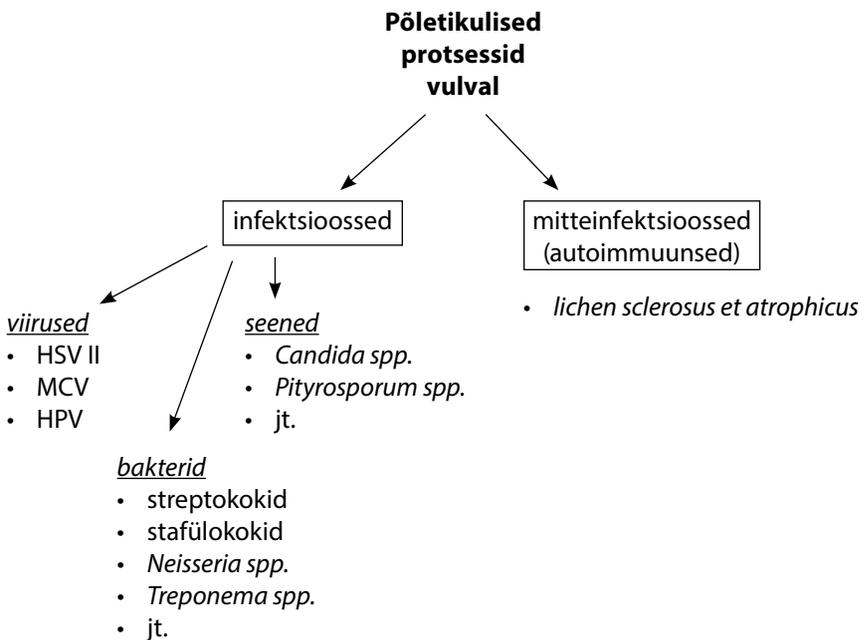 Põletikulised
protsessid
vulval
infektsioossed
mitteinfektsioossed
(autoimmuunsed)
• lichen sclerosus et atrophicus
viirused
• HSV II
• MCV
• HPV
seened
• Candida spp.
• Pityrosporum spp.
• jt.
bakterid
• streptokokid
• stafülokokid
• Neisseria spp.
• Treponema spp.
• jt.